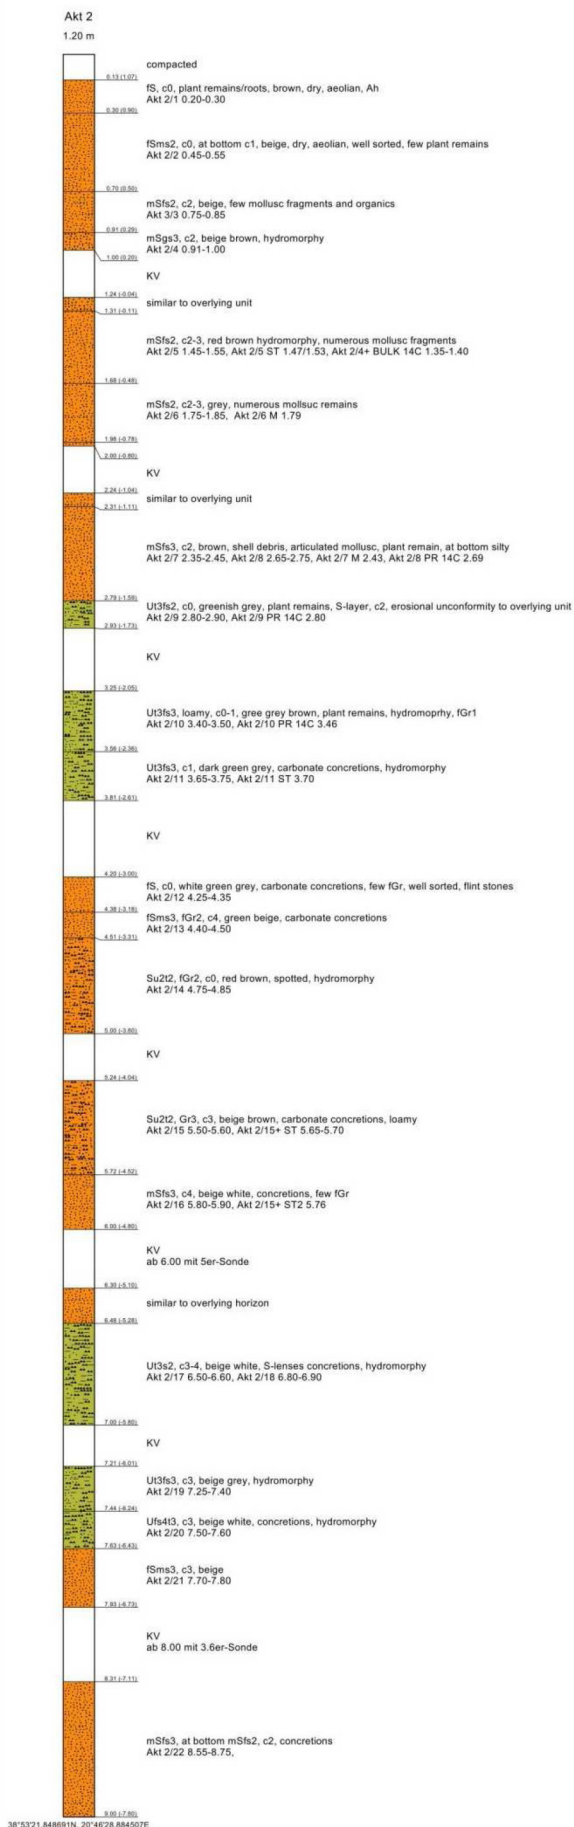 Akt 2
1.20 m
compacted
0.13 (1.07)
fS, c0, plant remains/roots, brown, dry, aeolian, Ah
Akt 2/1 0.20-0.30
0.30 (0.90)
fSms2, c0, at bottom c1, beige, dry, aeolian, well sorted, few plant remains
Akt 2/2 0.45-0.55
0.70 (0.50)
mSfs2, c2, beige, few mollusc fragments and organics
Akt 3/3 0.75-0.85
0.91 (0.29)
mSgs3, c2, beige brown, hydromorphy
Akt 2/4 0.91-1.00
1.00 (0.20)
KV
1.24 (-0.04)
similar to overlying unit
1.31 (-0.11)
mSfs2, c2-3, red brown hydromorphy, numerous mollusc fragments
Akt 2/5 1.45-1.55, Akt 2/5 ST 1.47/1.53, Akt 2/4+ BULK 14C 1.35-1.40
1.68 (-0.48)
mSfs2, c2-3, grey, numerous mollsuc remains
Akt 2/6 1.75-1.85, Akt 2/6 M 1.79
1.98 (-0.78)
2.00 (-0.80)
KV
2.24 (-1.04)
similar to overlying unit
2.31 (-1.11)
mSfs3, c2, brown, shell debris, articulated mollusc, plant remain, at bottom silty
Akt 2/7 2.35-2.45, Akt 2/8 2.65-2.75, Akt 2/7 M 2.43, Akt 2/8 PR 14C 2.69
2.79 (-1.59)
Ut3fs2, c0, greenish grey, plant remains, S-layer, c2, erosional unconformity to overlying unit
Akt 2/9 2.80-2.90, Akt 2/9 PR 14C 2.80
2.93 (-1.73)
KV
3.25 (-2.05)
Ut3fs3, loamy, c0-1, gree grey brown, plant remains, hydromoprhy, fGr1
Akt 2/10 3.40-3.50, Akt 2/10 PR 14C 3.46
3.56 (-2.36)
Ut3fs3, c1, dark green grey, carbonate concretions, hydromorphy
Akt 2/11 3.65-3.75, Akt 2/11 ST 3.70
3.81 (-2.61)
KV
4.20 (-3.00)
fS, c0, white green grey, carbonate concretions, few fGr, well sorted, flint stones
Akt 2/12 4.25-4.35
4.38 (-3.18)
fSms3, fGr2, c4, green beige, carbonate concretions
Akt 2/13 4.40-4.50
4.51 (-3.31)
Su2t2, fGr2, c0, red brown, spotted, hydromorphy
Akt 2/14 4.75-4.85
5.00 (-3.80)
KV
5.24 (-4.04)
Su2t2, Gr3, c3, beige brown, carbonate concretions, loamy
Akt 2/15 5.50-5.60, Akt 2/15+ ST 5.65-5.70
5.72 (-4.52)
mSfs3, c4, beige white, concretions, few fGr
Akt 2/16 5.80-5.90, Akt 2/15+ ST2 5.76
6.00 (-4.80)
KV
ab 6.00 mit 5er-Sonde
6.30 (-5.10)
similar to overlying horizon
6.48 (-5.28)
Ut3s2, c3-4, beige white, S-lenses concretions, hydromorphy
Akt 2/17 6.50-6.60, Akt 2/18 6.80-6.90
7.00 (-5.80)
KV
7.21 (-6.01)
Ut3fs3, c3, beige grey, hydromorphy
Akt 2/19 7.25-7.40
7.44 (-6.24)
Ufs4t3, c3, beige white, concretions, hydromorphy
Akt 2/20 7.50-7.60
7.63 (-6.43)
fSms3, c3, beige
Akt 2/21 7.70-7.80
7.93 (-6.73)
KV
ab 8.00 mit 3.6er-Sonde
8.31 (-7.11)
mSfs3, at bottom mSfs2, c2, concretions
Akt 2/22 8.55-8.75,
9.00 (-7.80)
38°53'21.848691N, 20°46'28.884507E